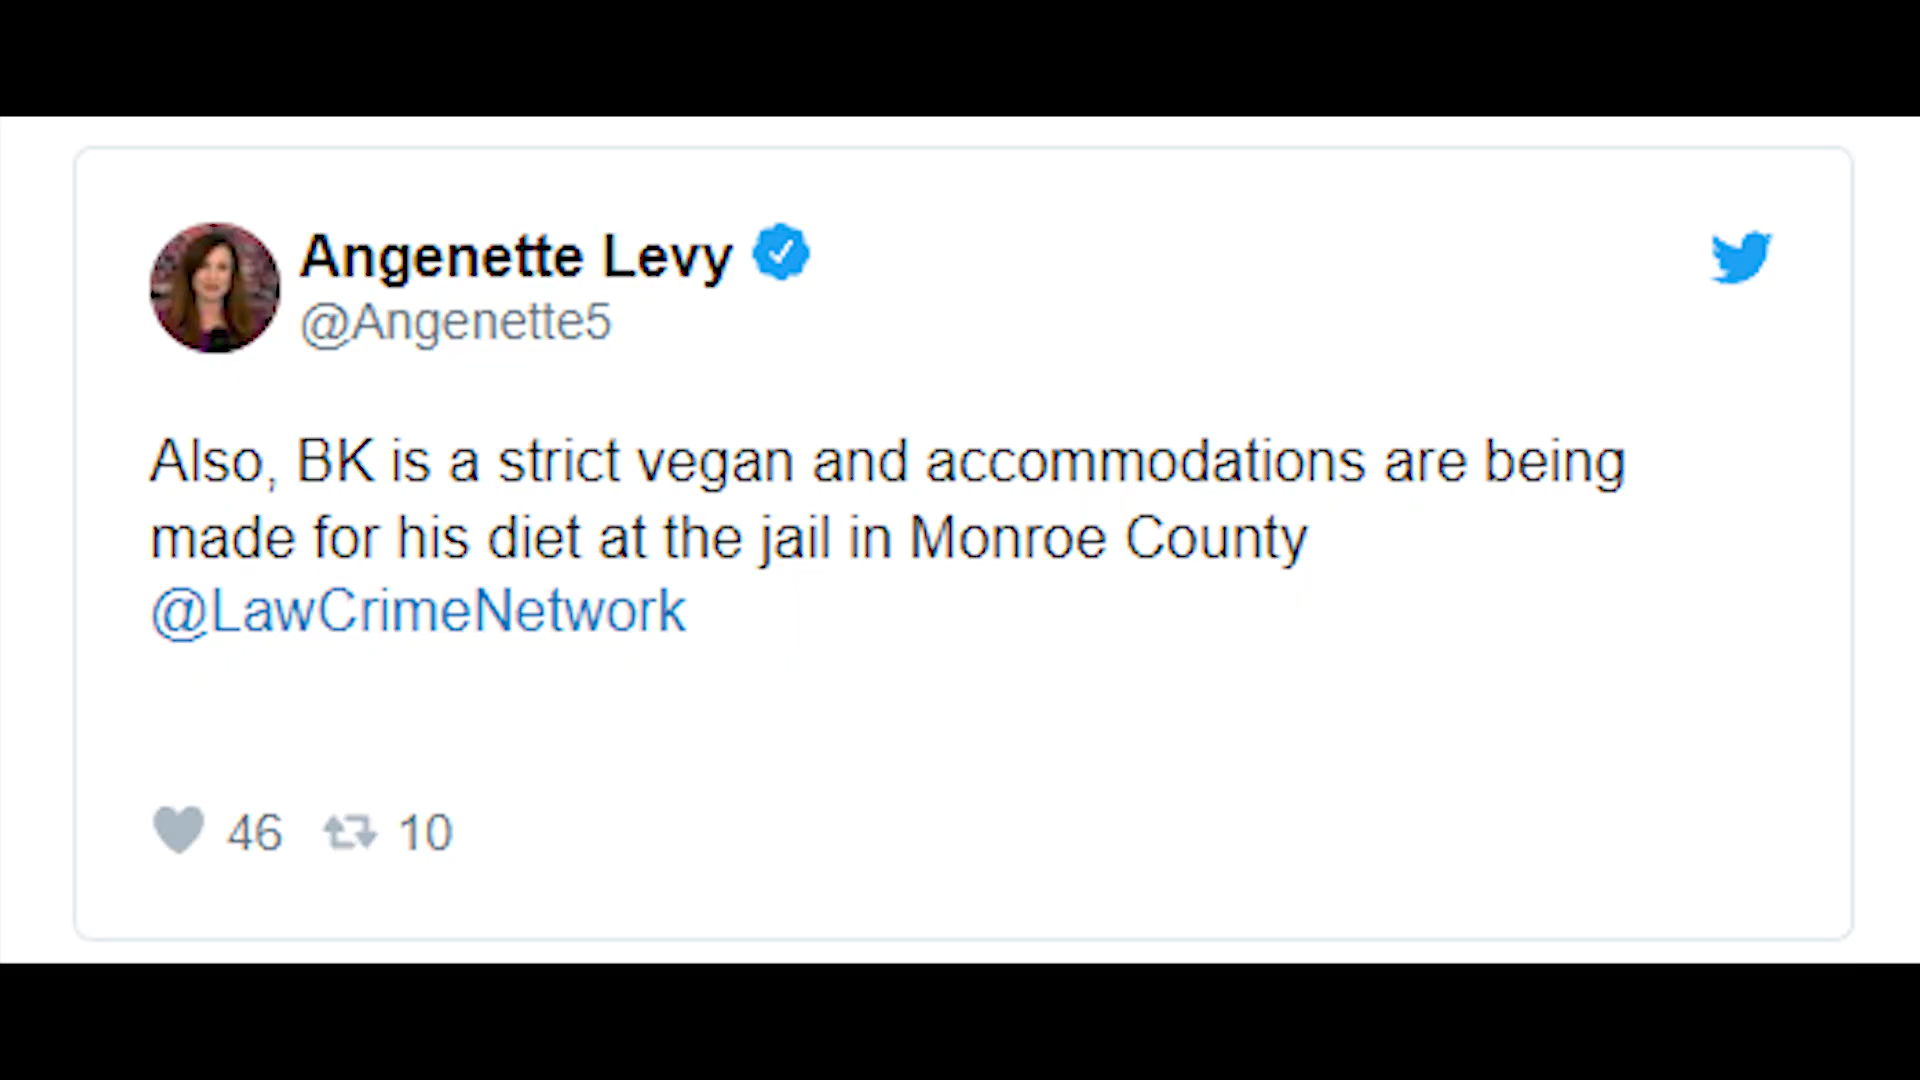 Angenette Levy
@Angenette5
Also, BK is a strict vegan and accommodations are being
made for his diet at the jail in Monroe County
@LawCrimeNetwork
46 10